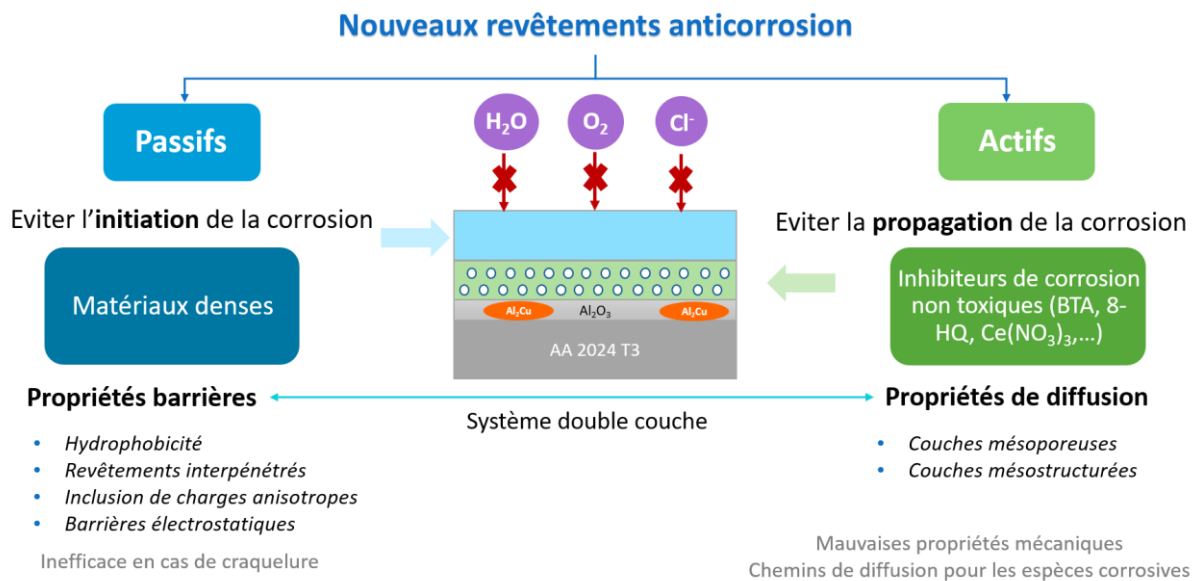 Nouveaux revêtements anticorrosion
Passifs
Eviter l'initiation de la corrosion
Matériaux denses
Propriétés barrières
Hydrophobicité
Revêtements interpénétrés
Inclusion de charges anisotropes
Barrières électrostatiques
Inefficace en cas de craquelure
H₂O
O₂
Cl⁻
Al₂Cu
Al₂O₃
Al₂Cu
AA 2024 T3
Système double couche
Actifs
Eviter la propagation de la corrosion
Inhibiteurs de corrosion
non toxiques (BTA, 8-
HQ, Ce(NO₃)₃,...)
Propriétés de diffusion
Couches mésoporeuses
Couches mésostructurées
Mauvaises propriétés mécaniques
Chemins de diffusion pour les espèces corrosives